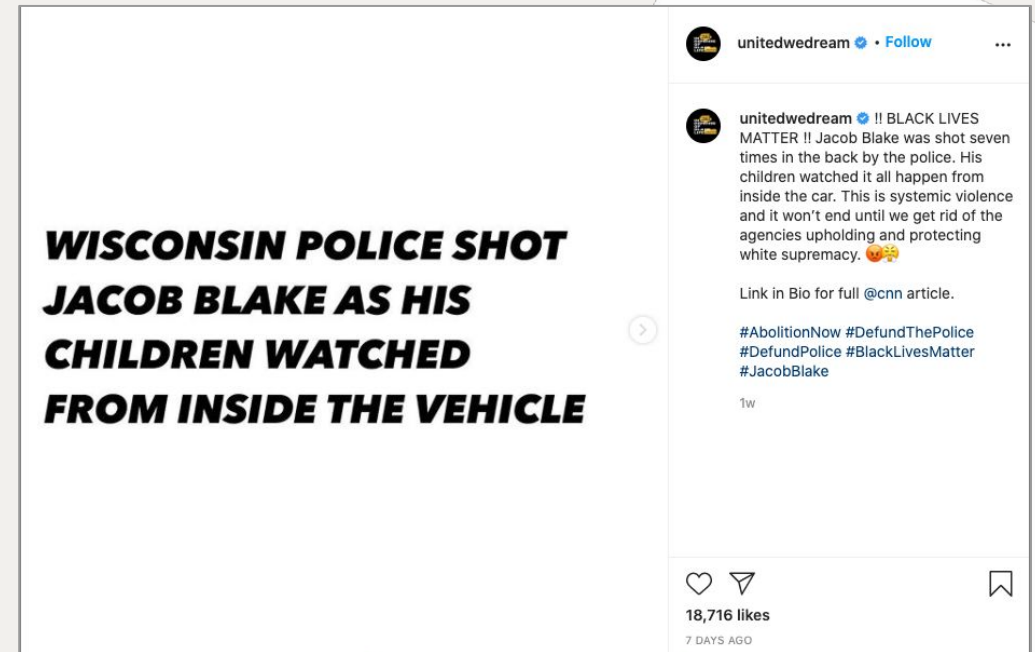 WISCONSIN POLICE SHOT
JACOB BLAKE AS HIS
CHILDREN WATCHED
FROM INSIDE THE VEHICLE
unitedwedream • Follow
unitedwedream !! BLACK LIVES
MATTER !! Jacob Blake was shot seven
times in the back by the police. His
children watched it all happen from
inside the car. This is systemic violence
and it won’t end until we get rid of the
agencies upholding and protecting
white supremacy. 😡😤
Link in Bio for full @cnn article.
#AbolitionNow #DefundThePolice
#DefundPolice #BlackLivesMatter
#JacobBlake
1w
18,716 likes
7 DAYS AGO